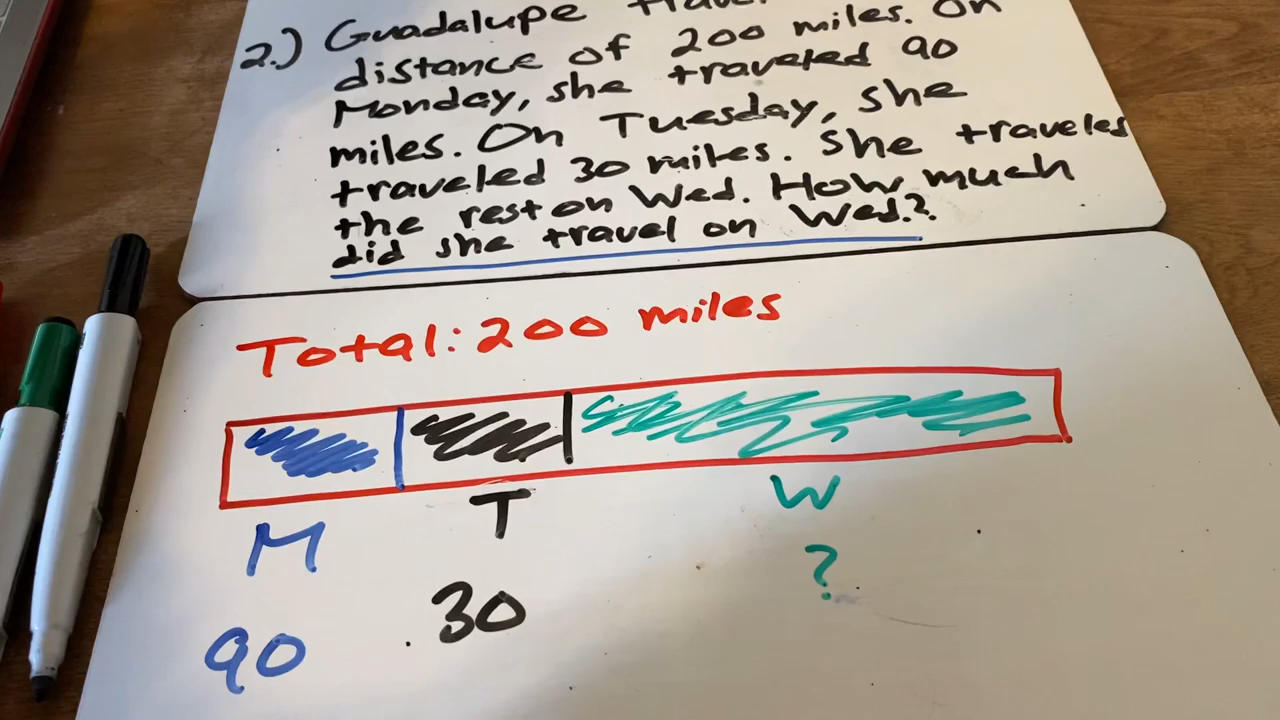 2.) Guadalupe
distance of 200 miles. On
Monday, she traveled 90
miles. On Tuesday, she
traveled 30 miles. She traveled
the rest on Wed. How much
did she travel on Wed.?
Total: 200 miles
M T W
90 30 ?